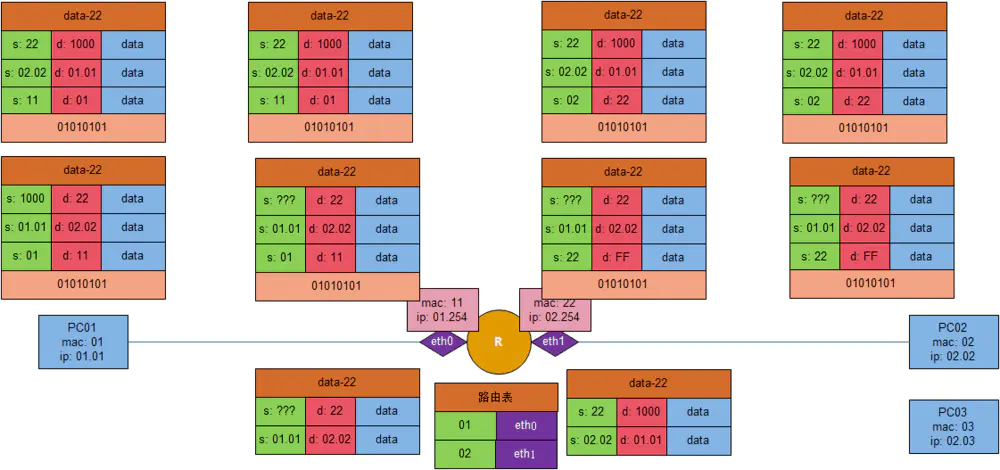 data-22
s: 22 d: 1000 data
s: 02.02 d: 01.01 data
s: 11 d: 01 data
01010101
data-22
s: 22 d: 1000 data
s: 02.02 d: 01.01 data
s: 11 d: 01 data
01010101
data-22
s: 22 d: 1000 data
s: 02.02 d: 01.01 data
s: 02 d: 22 data
01010101
data-22
s: 22 d: 1000 data
s: 02.02 d: 01.01 data
s: 02 d: 22 data
01010101
data-22
s: 1000 d: 22 data
s: 01.01 d: 02.02 data
s: 01 d: 11 data
01010101
data-22
s: ??? d: 22 data
s: 01.01 d: 02.02 data
s: 01 d: 11 data
01010101
data-22
s: ??? d: 22 data
s: 01.01 d: 02.02 data
s: 22 d: FF data
01010101
data-22
s: ??? d: 22 data
s: 01.01 d: 02.02 data
s: 22 d: FF data
01010101
PC01
mac: 01
ip: 01.01
mac: 11
ip: 01.254
eth0
R
mac: 22
ip: 02.254
eth1
PC02
mac: 02
ip: 02.02
data-22
s: ??? d: 22 data
s: 01.01 d: 02.02 data
路由表
01 eth0
02 eth1
data-22
s: 22 d: 1000 data
s: 02.02 d: 01.01 data
PC03
mac: 03
ip: 02.03